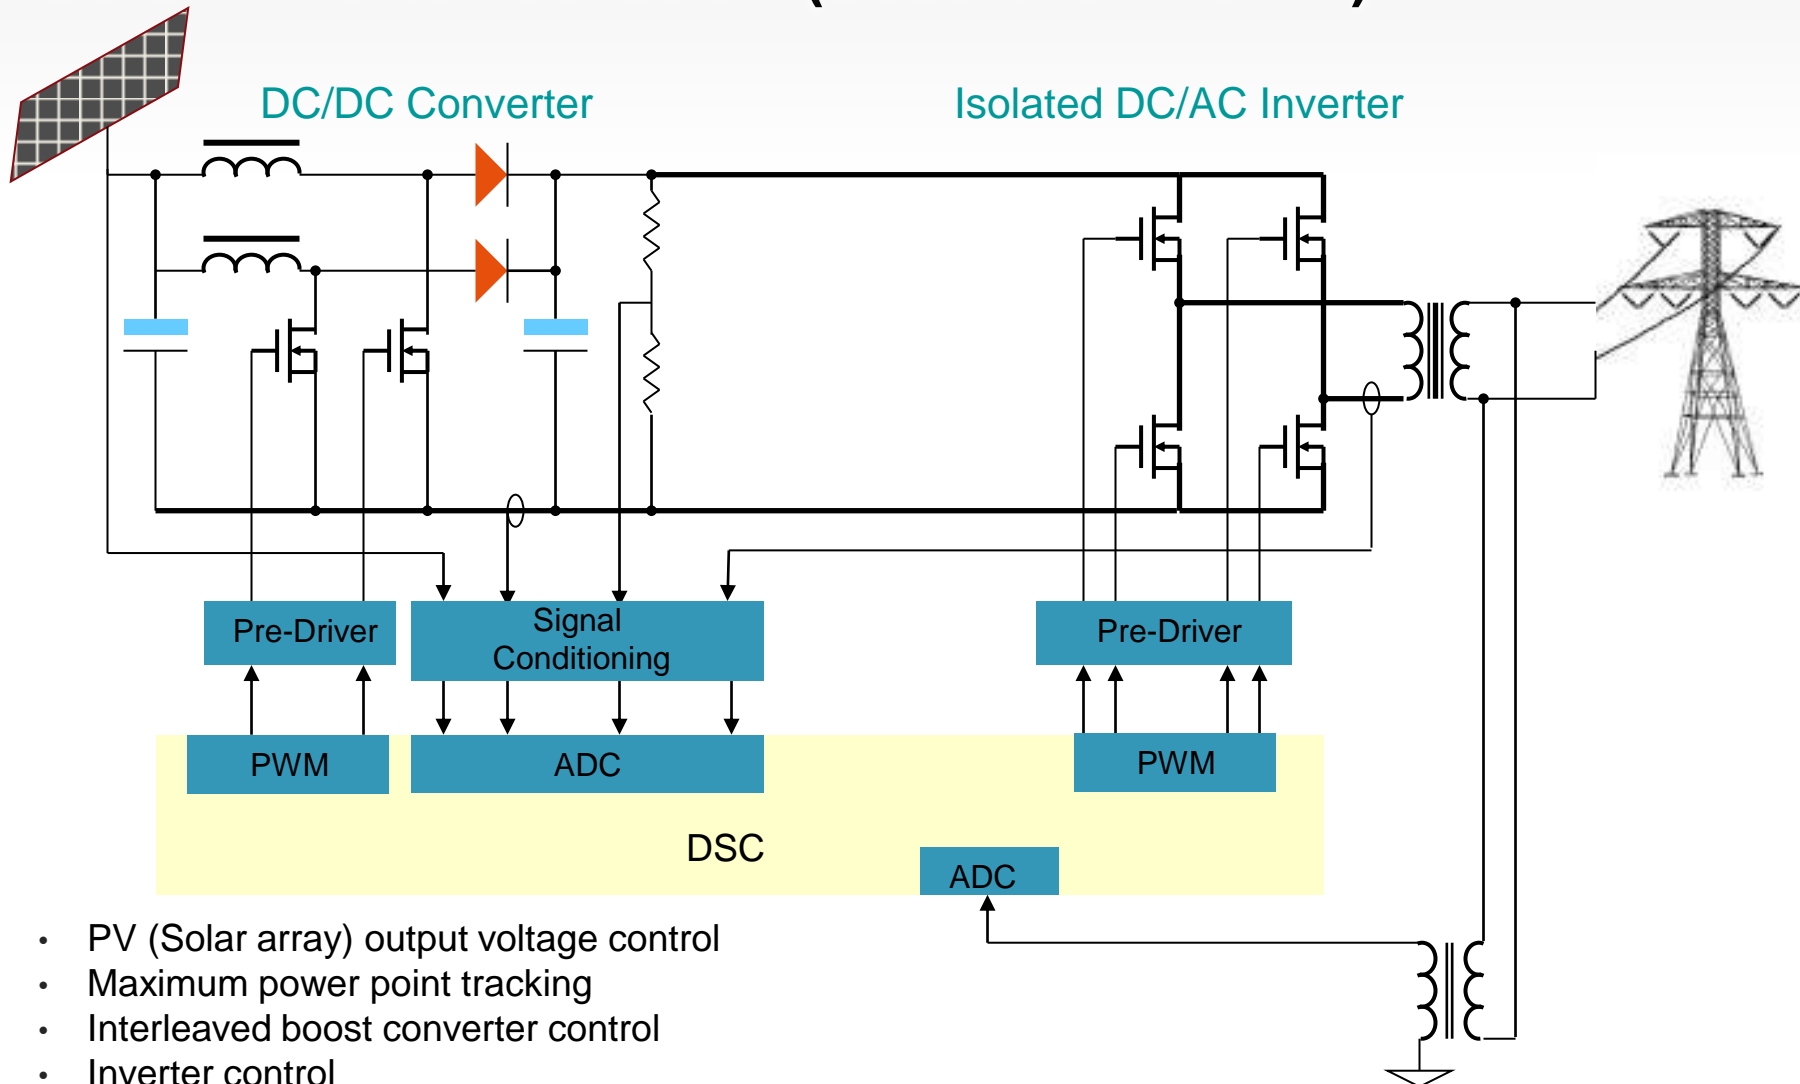 DC/DC Converter
Isolated DC/AC Inverter
Pre-Driver
Signal
Conditioning
Pre-Driver
PWM
ADC
PWM
DSC
ADC
• PV (Solar array) output voltage control
• Maximum power point tracking
• Interleaved boost converter control
• Inverter control